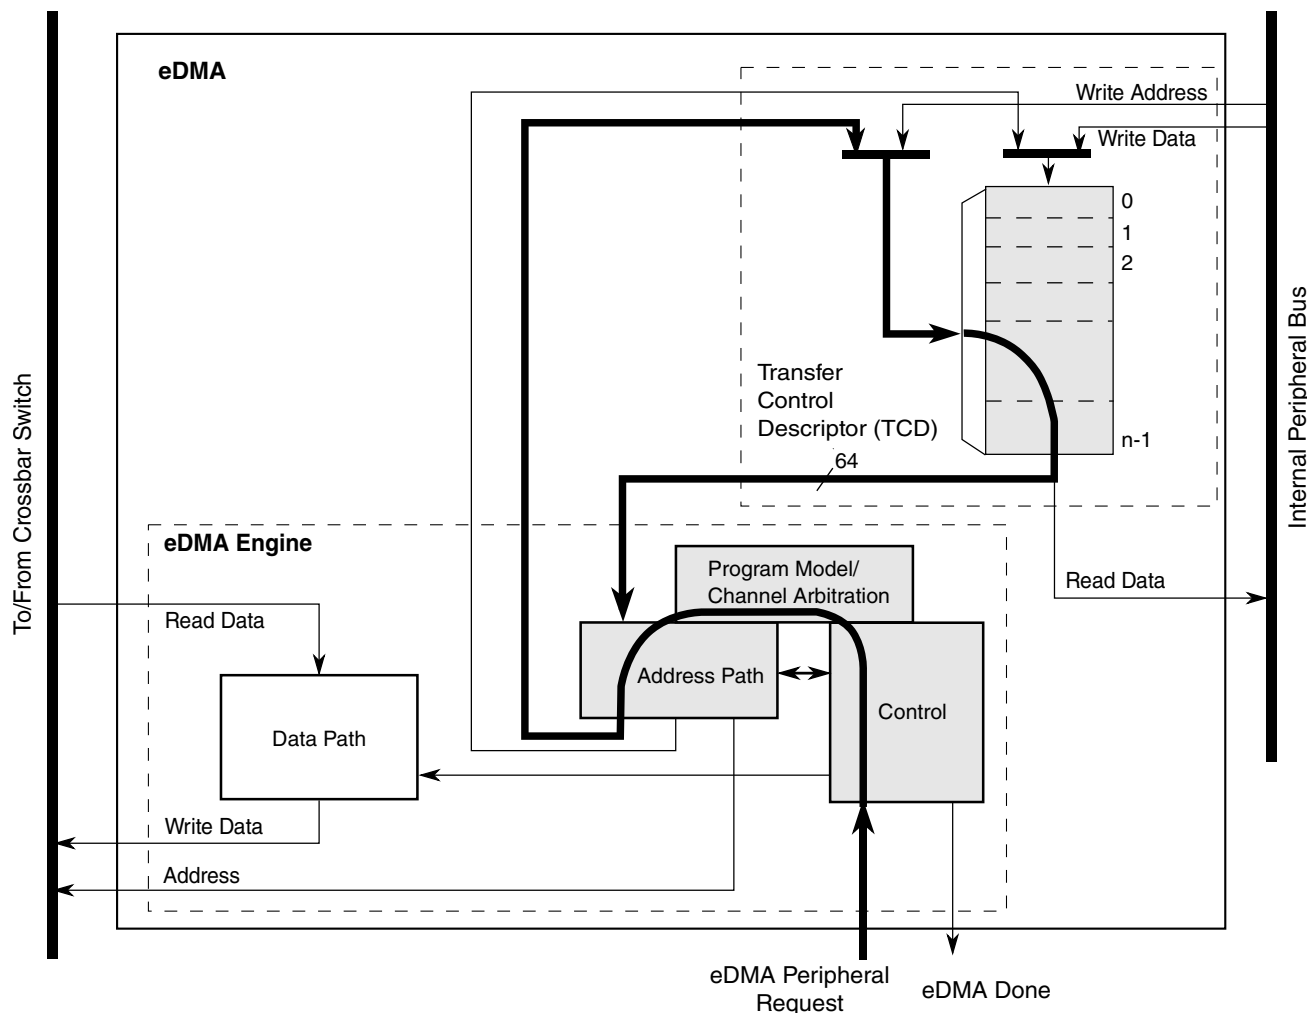 eDMA
Write Address
Write Data
0
1
2
n-1
Transfer
Control
Descriptor (TCD)
64
To/From Crossbar Switch
Internal Peripheral Bus
eDMA Engine
Program Model/
Channel Arbitration
Read Data
Read Data
Address Path
Control
Data Path
Write Data
Address
eDMA Peripheral
Request
eDMA Done